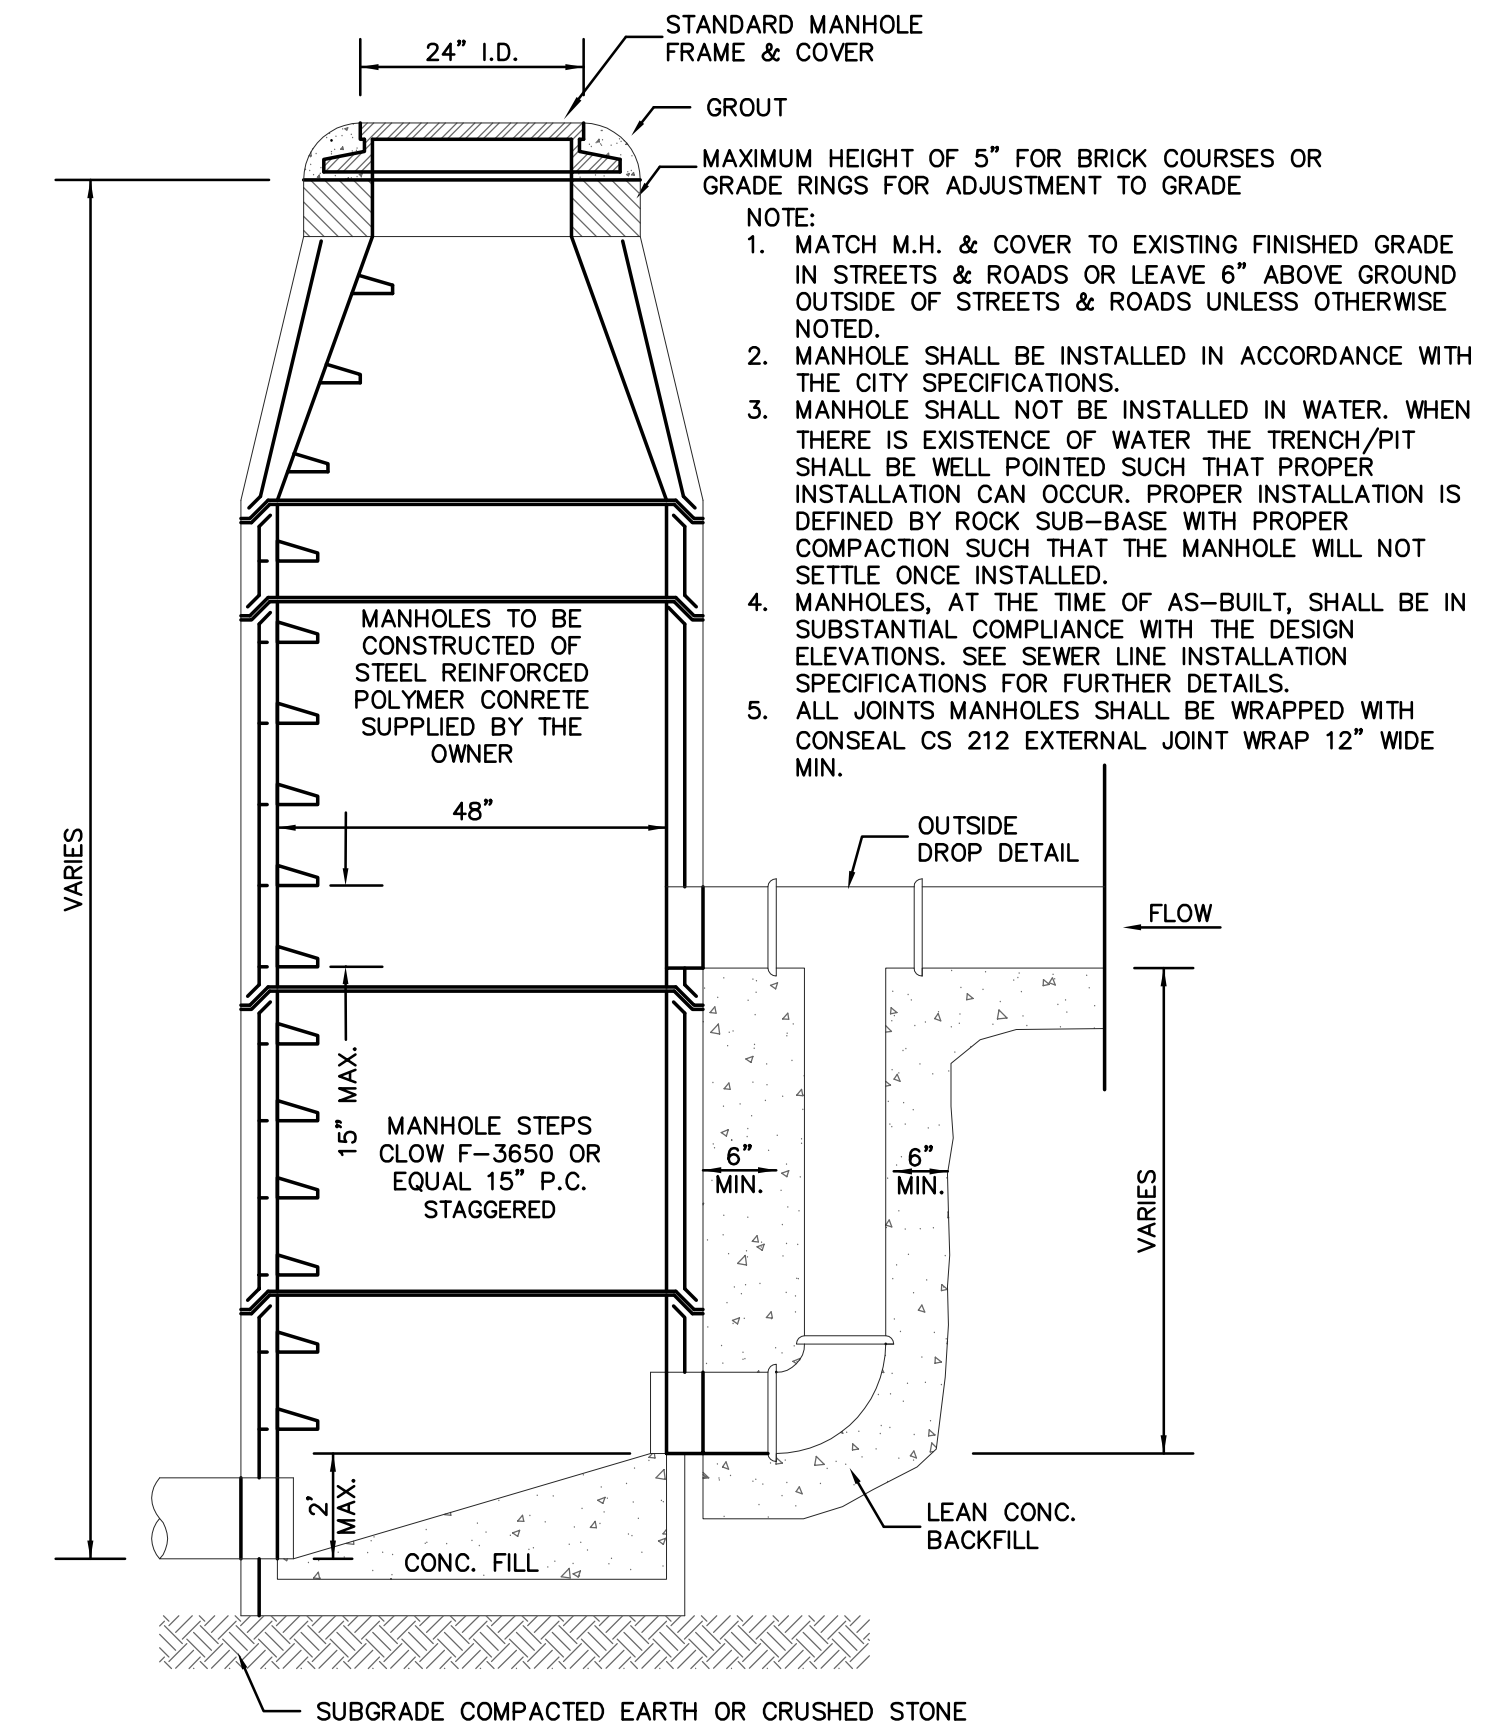 STANDARD MANHOLE
FRAME & COVER
24" I.D.
GROUT
MAXIMUM HEIGHT OF 5" FOR BRICK COURSES OR
GRADE RINGS FOR ADJUSTMENT TO GRADE
NOTE:
1. MATCH M.H. & COVER TO EXISTING FINISHED GRADE
IN STREETS & ROADS OR LEAVE 6" ABOVE GROUND
OUTSIDE OF STREETS & ROADS UNLESS OTHERWISE
NOTED.
2. MANHOLE SHALL BE INSTALLED IN ACCORDANCE WITH
THE CITY SPECIFICATIONS.
3. MANHOLE SHALL NOT BE INSTALLED IN WATER. WHEN
THERE IS EXISTENCE OF WATER THE TRENCH/PIT
SHALL BE WELL POINTED SUCH THAT PROPER
INSTALLATION CAN OCCUR. PROPER INSTALLATION IS
DEFINED BY ROCK SUB-BASE WITH PROPER
COMPACTION SUCH THAT THE MANHOLE WILL NOT
SETTLE ONCE INSTALLED.
4. MANHOLES, AT THE TIME OF AS-BUILT, SHALL BE IN
SUBSTANTIAL COMPLIANCE WITH THE DESIGN
ELEVATIONS. SEE SEWER LINE INSTALLATION
SPECIFICATIONS FOR FURTHER DETAILS.
5. ALL JOINTS MANHOLES SHALL BE WRAPPED WITH
CONSEAL CS 212 EXTERNAL JOINT WRAP 12" WIDE
MIN.
MANHOLES TO BE
CONSTRUCTED OF
STEEL REINFORCED
POLYMER CONRETE
SUPPLIED BY THE
OWNER
48"
VARIES
OUTSIDE
DROP DETAIL
FLOW
15" MAX.
MANHOLE STEPS
CLOW F-3650 OR
EQUAL 15" P.C.
STAGGERED
6"
MIN.
6"
MIN.
VARIES
2'
MAX.
CONC. FILL
LEAN CONC.
BACKFILL
SUBGRADE COMPACTED EARTH OR CRUSHED STONE